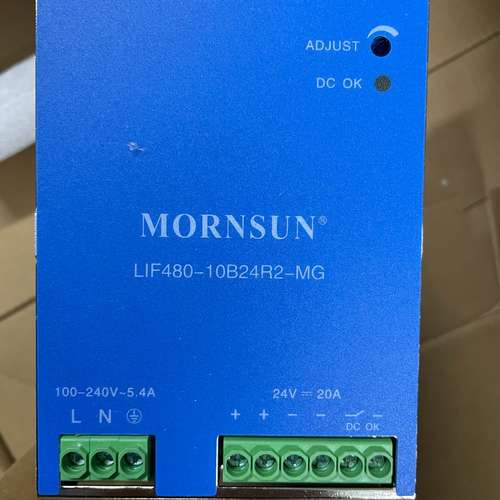 ADJUST
DC OK
MORNSUN®
LIF480-10B24R2-MG
100-240V~5.4A
24V⎓20A
L N ⏚
+ + - - -
DC OK